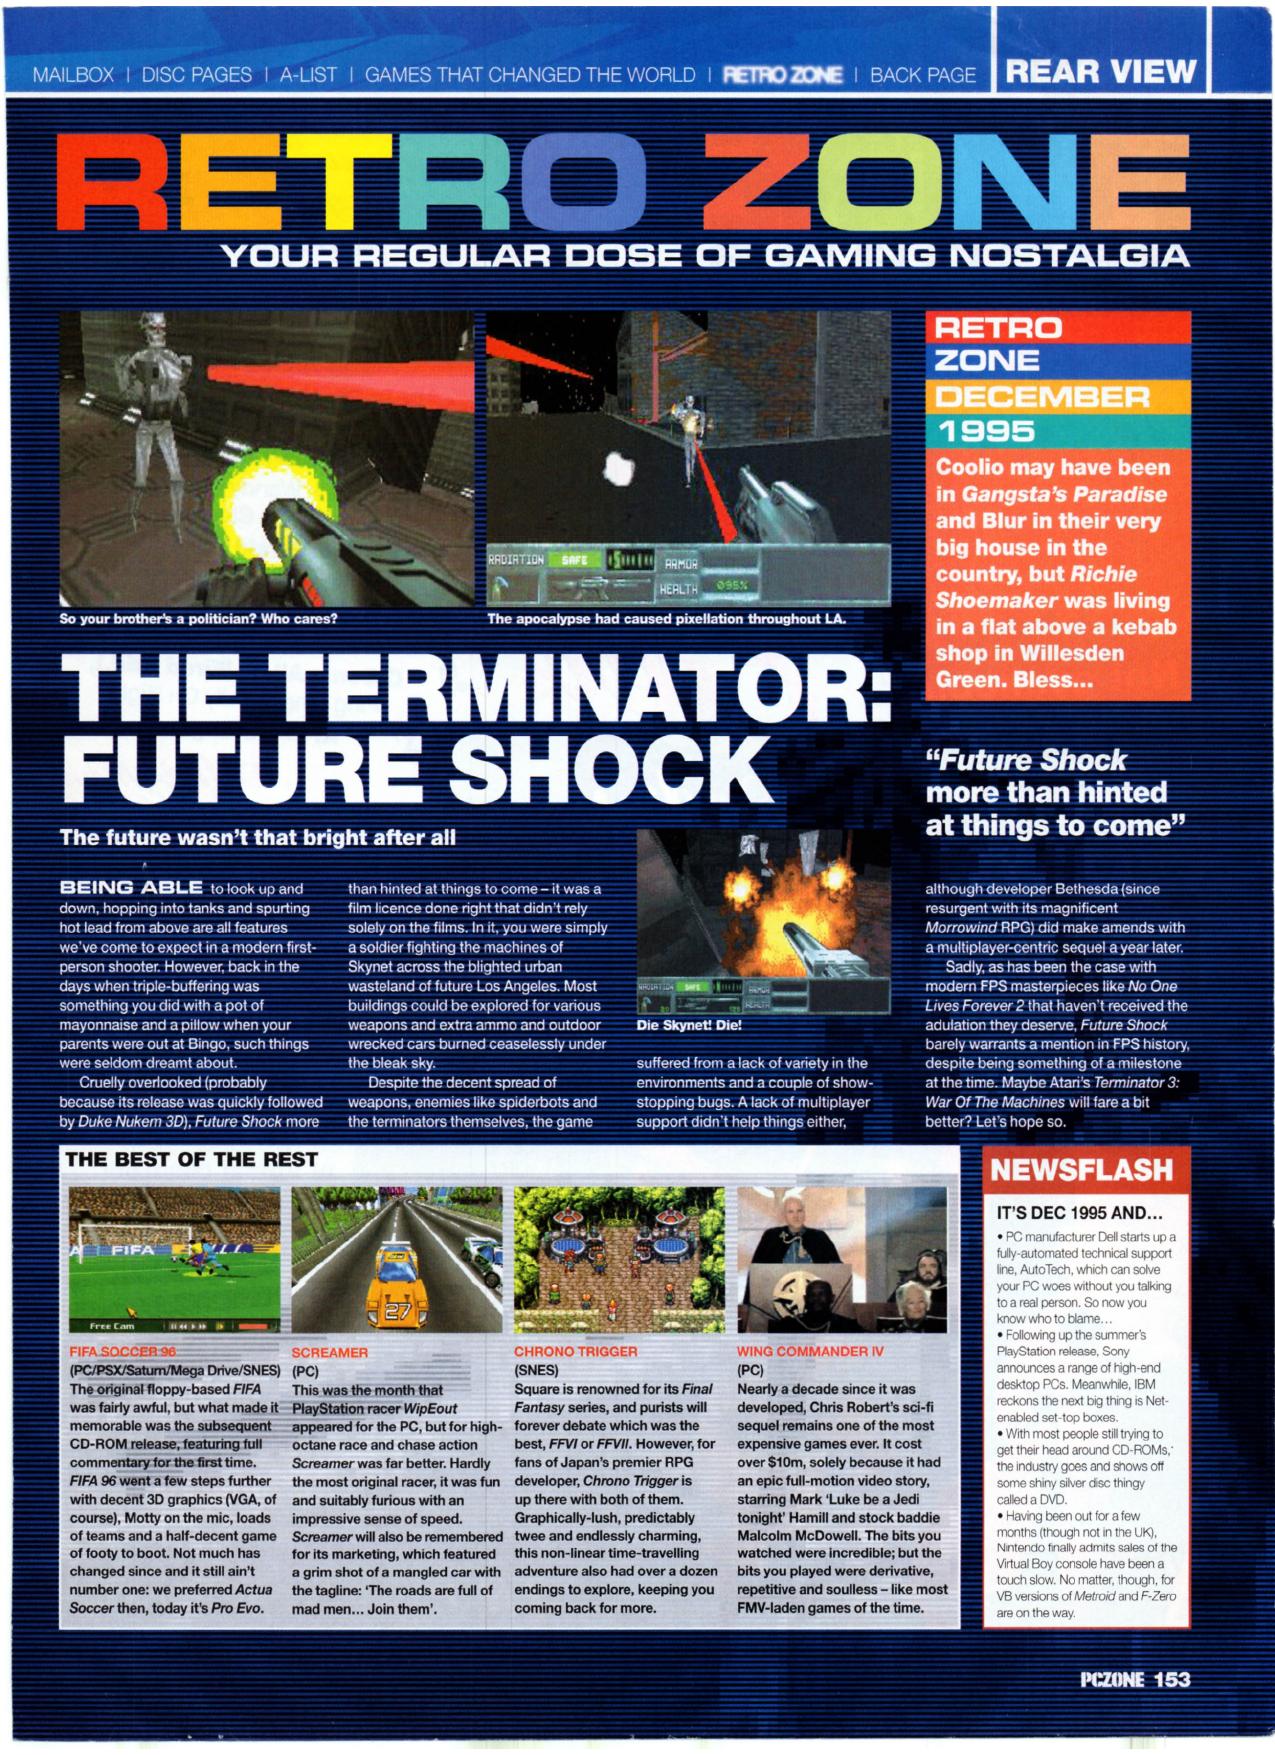 MAILBOX | DISC PAGES | A-LIST | GAMES THAT CHANGED THE WORLD | RETRO ZONE | BACK PAGE
REAR VIEW
RETRO ZONE
YOUR REGULAR DOSE OF GAMING NOSTALGIA
RADIATION SAFE ARMOR
HEALTH 095%
So your brother's a politician? Who cares?
The apocalypse had caused pixellation throughout LA.
RETRO
ZONE
DECEMBER
1995
Coolio may have been
in Gangsta's Paradise
and Blur in their very
big house in the
country, but Richie
Shoemaker was living
in a flat above a kebab
shop in Willesden
Green. Bless...
THE TERMINATOR:
FUTURE SHOCK
"Future Shock
more than hinted
at things to come"
The future wasn't that bright after all
BEING ABLE to look up and
down, hopping into tanks and spurting
hot lead from above are all features
we've come to expect in a modern first-
person shooter. However, back in the
days when triple-buffering was
something you did with a pot of
mayonnaise and a pillow when your
parents were out at Bingo, such things
were seldom dreamt about.
Cruelly overlooked (probably
because its release was quickly followed
by Duke Nukem 3D), Future Shock more
than hinted at things to come – it was a
film licence done right that didn't rely
solely on the films. In it, you were simply
a soldier fighting the machines of
Skynet across the blighted urban
wasteland of future Los Angeles. Most
buildings could be explored for various
weapons and extra ammo and outdoor
wrecked cars burned ceaselessly under
the bleak sky.
Despite the decent spread of
weapons, enemies like spiderbots and
the terminators themselves, the game
RADIATION SAFE ARMOR
HEALTH
Die Skynet! Die!
suffered from a lack of variety in the
environments and a couple of show-
stopping bugs. A lack of multiplayer
support didn't help things either,
although developer Bethesda (since
resurgent with its magnificent
Morrowind RPG) did make amends with
a multiplayer-centric sequel a year later.
Sadly, as has been the case with
modern FPS masterpieces like No One
Lives Forever 2 that haven't received the
adulation they deserve, Future Shock
barely warrants a mention in FPS history,
despite being something of a milestone
at the time. Maybe Atari's Terminator 3:
War Of The Machines will fare a bit
better? Let's hope so.
THE BEST OF THE REST
FIFA
Free Cam
FIFA SOCCER 96
(PC/PSX/Saturn/Mega Drive/SNES)
The original floppy-based FIFA
was fairly awful, but what made it
memorable was the subsequent
CD-ROM release, featuring full
commentary for the first time.
FIFA 96 went a few steps further
with decent 3D graphics (VGA, of
course), Motty on the mic, loads
of teams and a half-decent game
of footy to boot. Not much has
changed since and it still ain't
number one: we preferred Actua
Soccer then, today it's Pro Evo.
27
SCREAMER
(PC)
This was the month that
PlayStation racer WipEout
appeared for the PC, but for high-
octane race and chase action
Screamer was far better. Hardly
the most original racer, it was fun
and suitably furious with an
impressive sense of speed.
Screamer will also be remembered
for its marketing, which featured
a grim shot of a mangled car with
the tagline: 'The roads are full of
mad men... Join them'.
CHRONO TRIGGER
(SNES)
Square is renowned for its Final
Fantasy series, and purists will
forever debate which was the
best, FFVI or FFVII. However, for
fans of Japan's premier RPG
developer, Chrono Trigger is
up there with both of them.
Graphically-lush, predictably
twee and endlessly charming,
this non-linear time-travelling
adventure also had over a dozen
endings to explore, keeping you
coming back for more.
WING COMMANDER IV
(PC)
Nearly a decade since it was
developed, Chris Robert's sci-fi
sequel remains one of the most
expensive games ever. It cost
over $10m, solely because it had
an epic full-motion video story,
starring Mark 'Luke be a Jedi
tonight' Hamill and stock baddie
Malcolm McDowell. The bits you
watched were incredible; but the
bits you played were derivative,
repetitive and soulless – like most
FMV-laden games of the time.
NEWSFLASH
IT'S DEC 1995 AND...
• PC manufacturer Dell starts up a
fully-automated technical support
line, AutoTech, which can solve
your PC woes without you talking
to a real person. So now you
know who to blame...
• Following up the summer's
PlayStation release, Sony
announces a range of high-end
desktop PCs. Meanwhile, IBM
reckons the next big thing is Net-
enabled set-top boxes.
• With most people still trying to
get their head around CD-ROMs,
the industry goes and shows off
some shiny silver disc thingy
called a DVD.
• Having been out for a few
months (though not in the UK),
Nintendo finally admits sales of the
Virtual Boy console have been a
touch slow. No matter, though, for
VB versions of Metroid and F-Zero
are on the way.
PCZONE 153